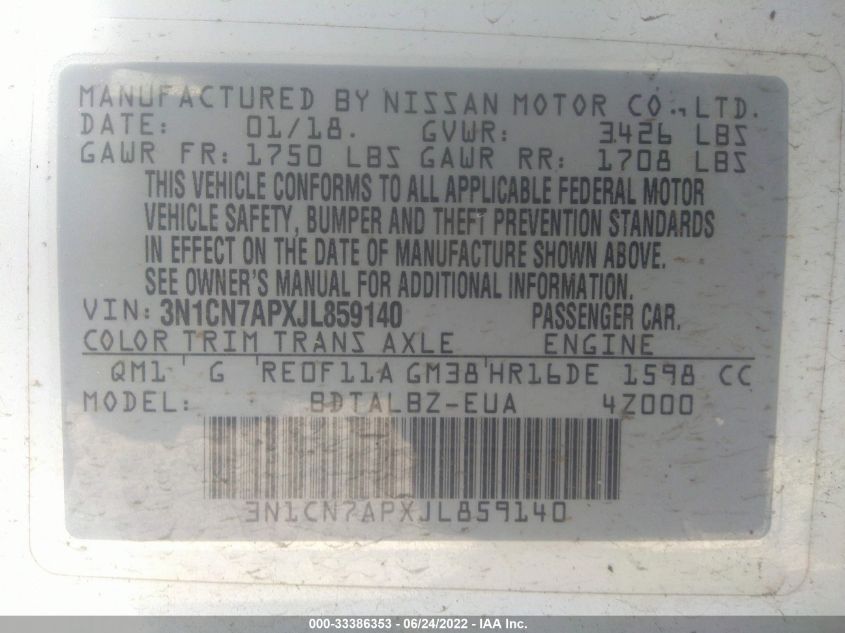 MANUFACTURED BY NISSAN MOTOR CO., LTD.
DATE: 01/18. GVWR: 3426 LBS
GAWR FR: 1750 LBS GAWR RR: 1708 LBS
THIS VEHICLE CONFORMS TO ALL APPLICABLE FEDERAL MOTOR
VEHICLE SAFETY, BUMPER AND THEFT PREVENTION STANDARDS
IN EFFECT ON THE DATE OF MANUFACTURE SHOWN ABOVE.
SEE OWNER'S MANUAL FOR ADDITIONAL INFORMATION.
VIN: 3N1CN7APXJL859140 PASSENGER CAR.
COLOR TRIM TRANS AXLE ENGINE
QM1 G RE0F11A GM38 HR16DE 1598 CC
MODEL: BDTALBZ-EUA 4Z000
3N1CN7APXJL859140
000-33386353 - 06/24/2022 - IAA Inc.